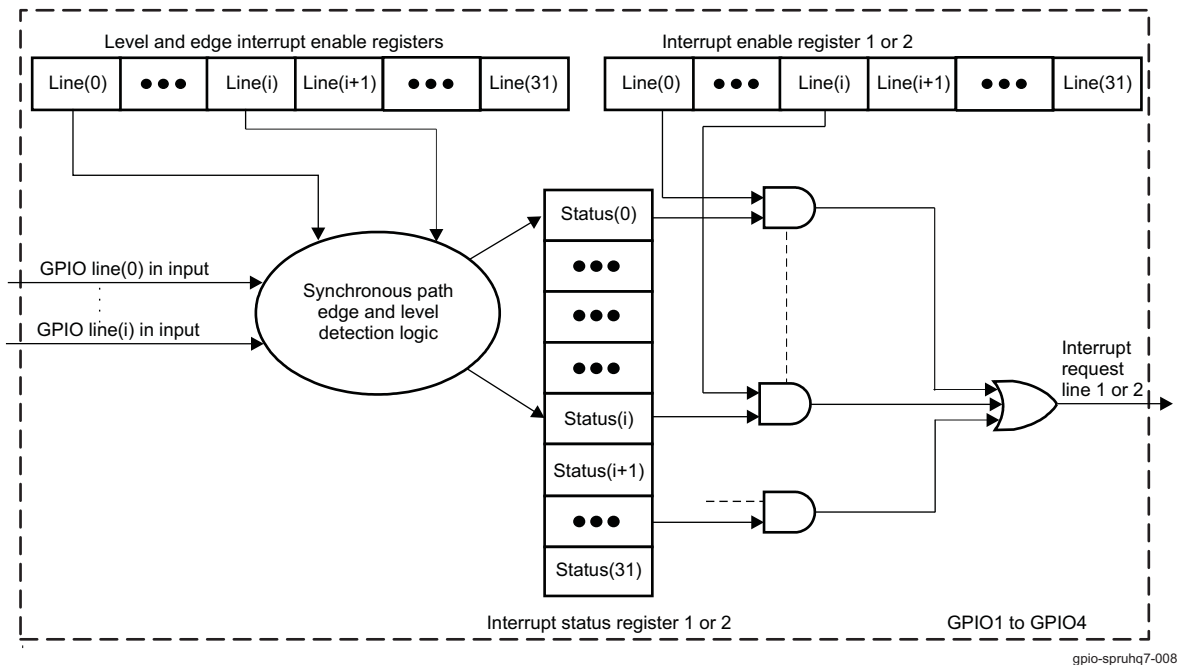 Level and edge interrupt enable registers
Interrupt enable register 1 or 2
Line(0) ●●● Line(i) Line(i+1) ●●● Line(31)
Line(0) ●●● Line(i) Line(i+1) ●●● Line(31)
Status(0)
●●●
GPIO line(0) in input
Synchronous path
edge and level
detection logic
●●●
GPIO line(i) in input
●●●
Interrupt
request
line 1 or 2
Status(i)
Status(i+1)
●●●
Status(31)
Interrupt status register 1 or 2
GPIO1 to GPIO4
gpio-spruhq7-008